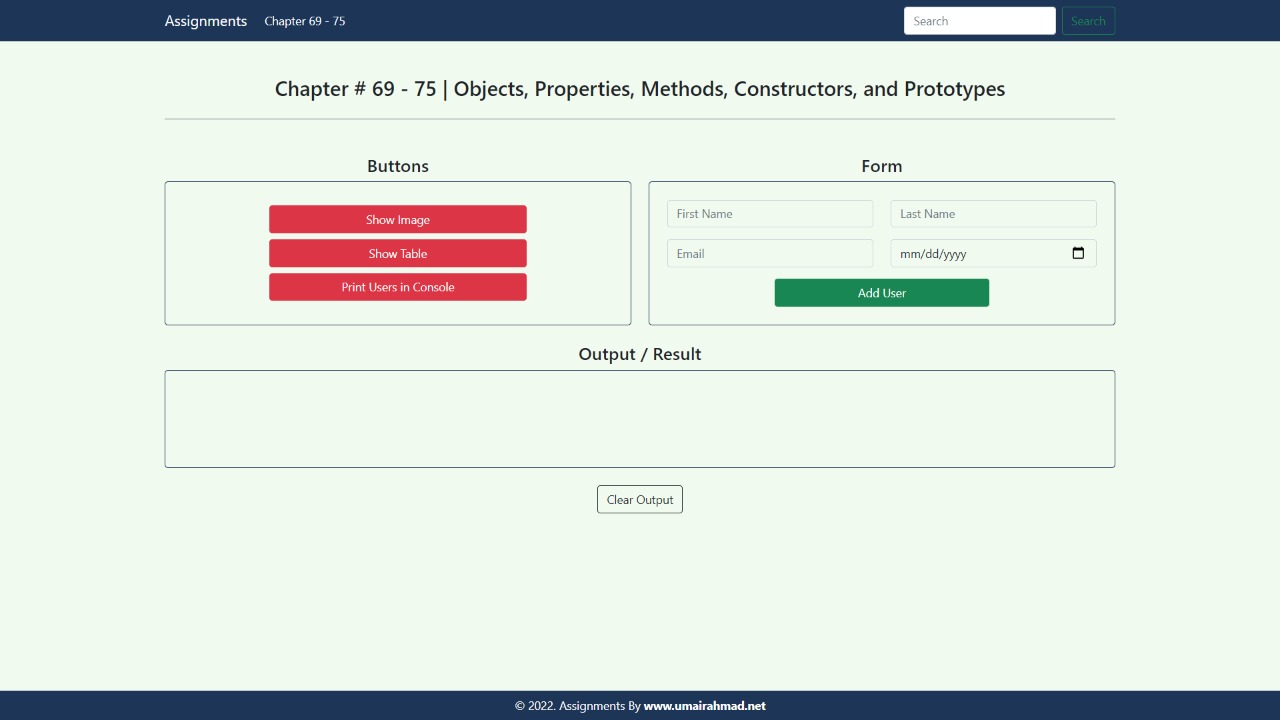 Assignments Chapter 69 - 75 Search Search
Chapter # 69 - 75 | Objects, Properties, Methods, Constructors, and Prototypes
Buttons
Show Image
Show Table
Print Users in Console
Form
First Name Last Name
Email mm/dd/yyyy
Add User
Output / Result
Clear Output
© 2022. Assignments By www.umairahmad.net